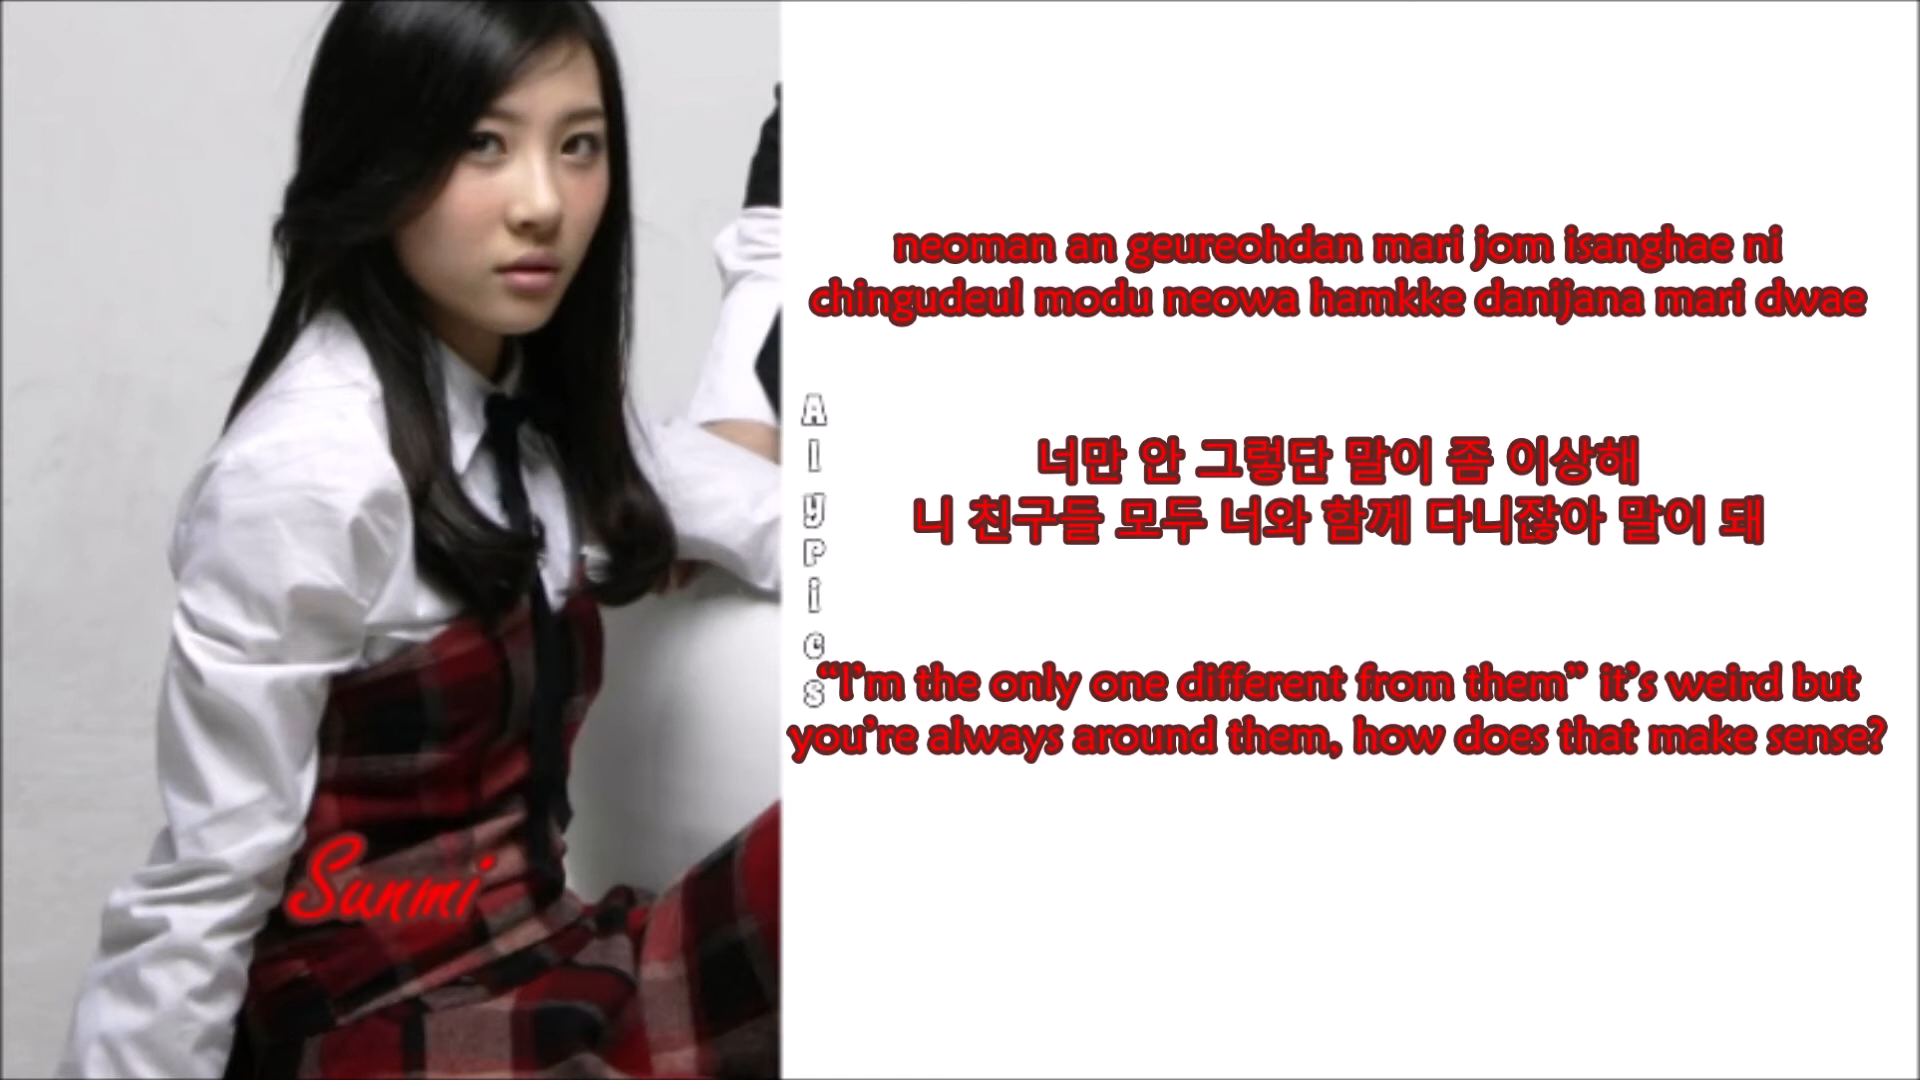 neoman an geureohdan mari jom isanghae ni
chingudeul modu neowa hamkke danijana mari dwae
너만 안 그렇단 말이 좀 이상해
니 친구들 모두 너와 함께 다니잖아 말이 돼
“I’m the only one different from them” it’s weird but
you’re always around them, how does that make sense?
AlyPics
Sunmi